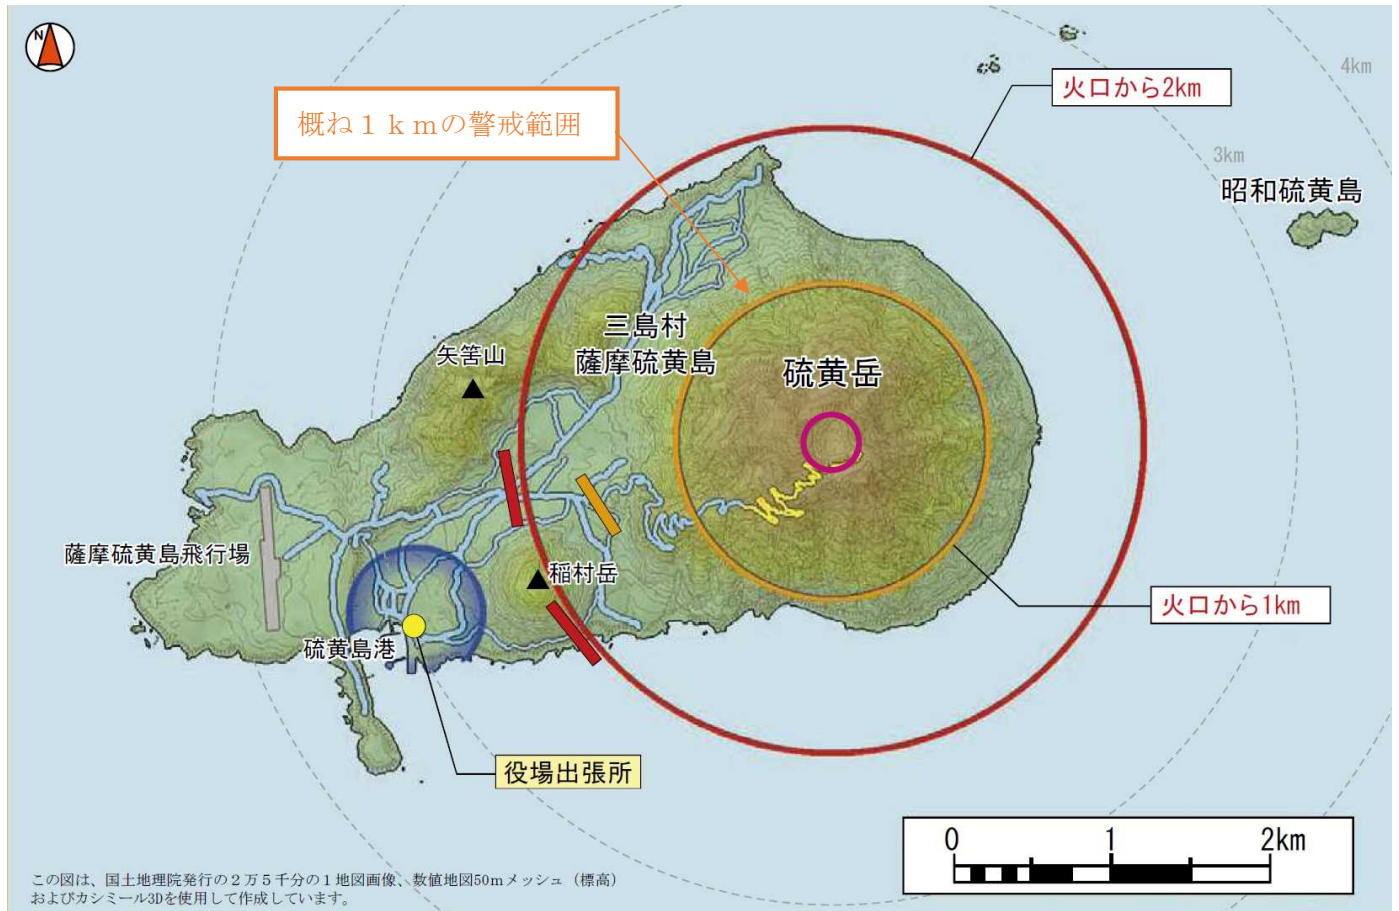 N
4km
火口から2km
概ね１ｋｍの警戒範囲
3km
昭和硫黄島
三島村
薩摩硫黄島
矢筈山
硫黄岳
薩摩硫黄島飛行場
稲村岳
火口から1km
硫黄島港
役場出張所
0 1 2km
この図は、国土地理院発行の２万５千分の１地図画像、数値地図50mメッシュ（標高）
およびカシミール3Dを使用して作成しています。